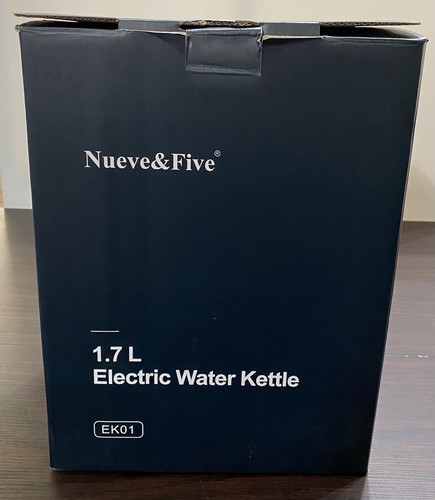 Nueve&Five®
1.7 L
Electric Water Kettle
EK01